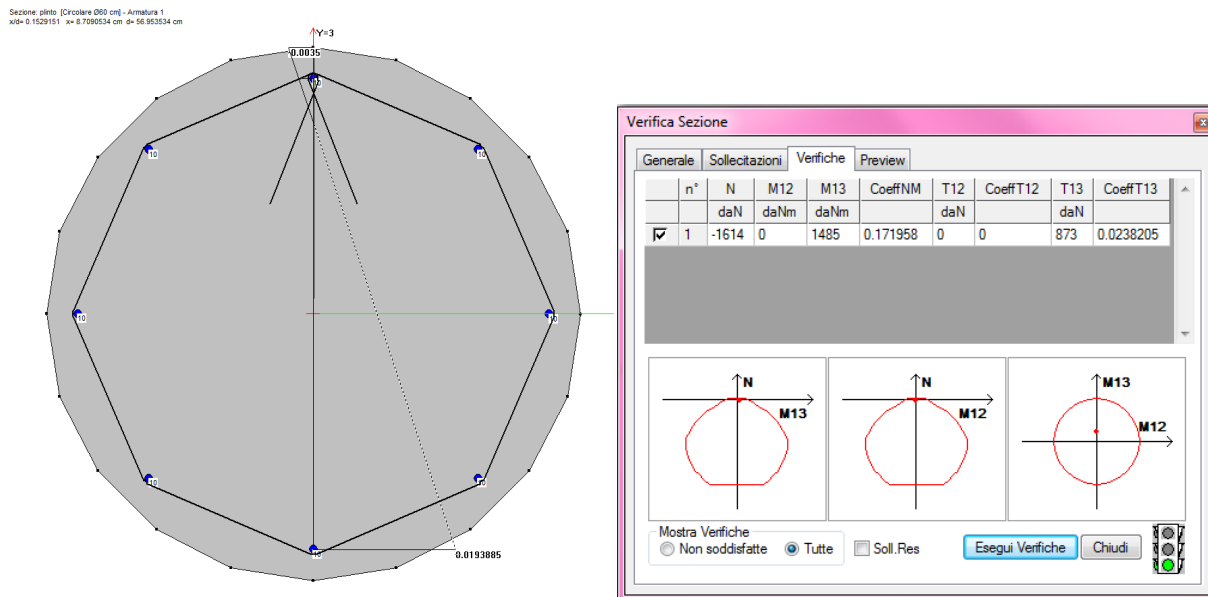 Sezione: plinto [Circolare Ø60 cm] - Armatura 1
x/d= 0.1529151 x= 8.7090534 cm d= 56.953534 cm
Y=3
0.0035
10
10
10
10
10
10
10
10
0.0193885
Verifica Sezione
Generale Sollecitazioni Verifiche Preview
n° N M12 M13 CoeffNM T12 CoeffT12 T13 CoeffT13
daN daNm daNm daN daN
1 -1614 0 1485 0.171958 0 0 873 0.0238205
N
M13
N
M12
M13
M12
Mostra Verifiche
Non soddisfatte Tutte Soll.Res Esegui Verifiche Chiudi